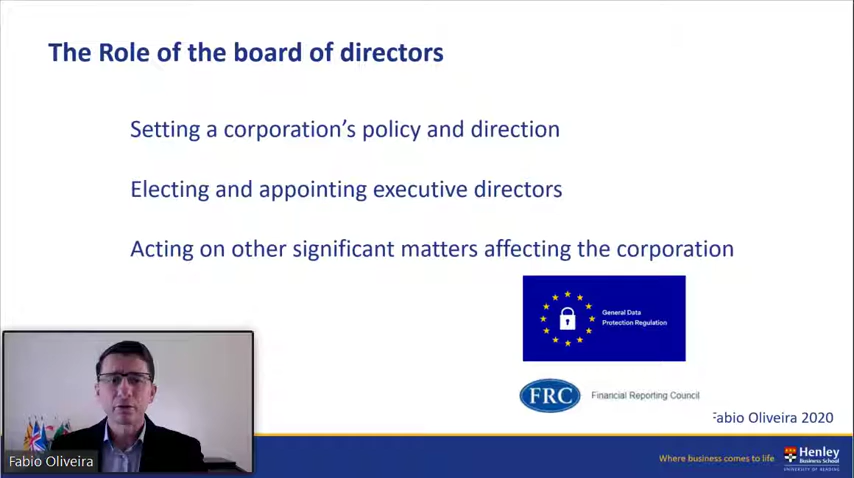 The Role of the board of directors
Setting a corporation's policy and direction
Electing and appointing executive directors
Acting on other significant matters affecting the corporation
General Data
Protection Regulation
FRC Financial Reporting Council
Fabio Oliveira 2020
Fabio Oliveira
Where business comes to life
Henley
Business School
UNIVERSITY OF READING